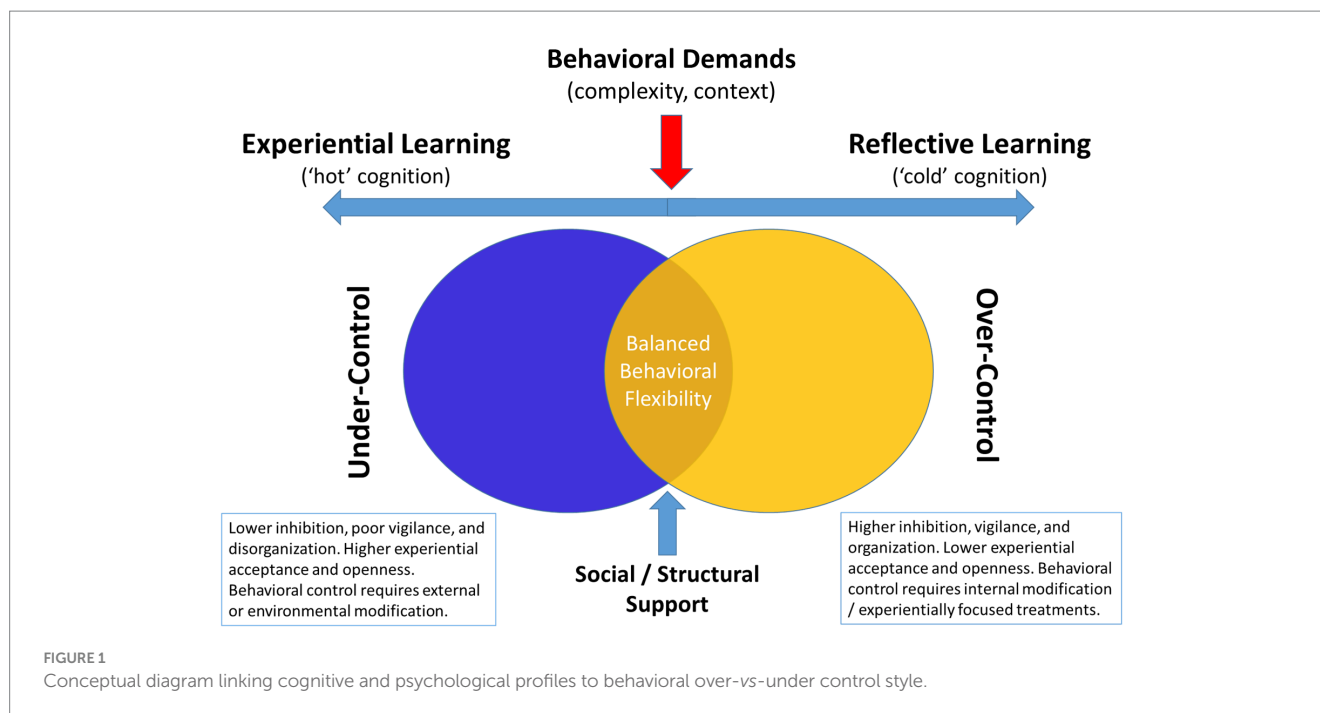 Behavioral Demands
(complexity, context)
Experiential Learning
('hot' cognition)
Reflective Learning
('cold' cognition)
Under-Control
Balanced
Behavioral
Flexibility
Over-Control
Lower inhibition, poor vigilance, and
disorganization. Higher experiential
acceptance and openness.
Behavioral control requires external
or environmental modification.
Social / Structural
Support
Higher inhibition, vigilance, and
organization. Lower experiential
acceptance and openness. Behavioral
control requires internal modification
/ experientially focused treatments.
FIGURE 1
Conceptual diagram linking cognitive and psychological profiles to behavioral over-vs-under control style.